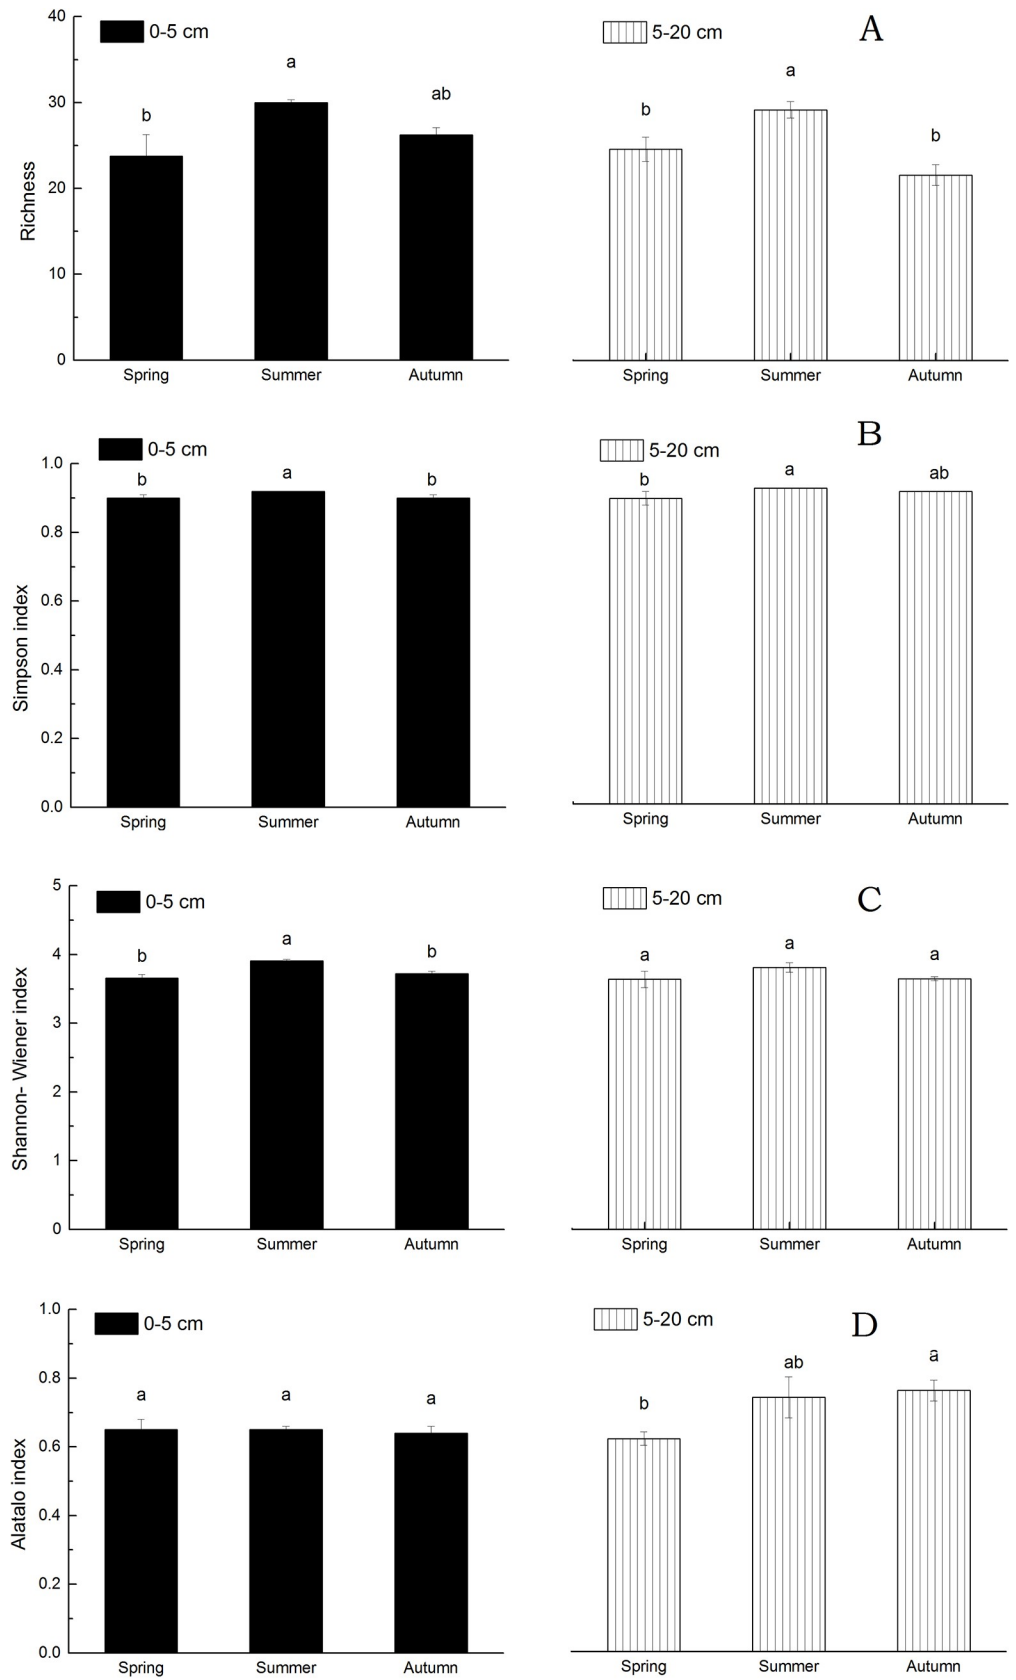 0-5 cm
5-20 cm
A
40
30
20
10
0
Richness
b
a
ab
b
a
b
Spring
Summer
Autumn
Spring
Summer
Autumn
0-5 cm
5-20 cm
B
1.0
0.8
0.6
0.4
0.2
0.0
Simpson index
b
a
b
b
a
ab
Spring
Summer
Autumn
Spring
Summer
Autumn
0-5 cm
5-20 cm
C
5
4
3
2
1
0
Shannon- Wiener index
b
a
b
a
a
a
Spring
Summer
Autumn
Spring
Summer
Autumn
0-5 cm
5-20 cm
D
1.0
0.8
0.6
0.4
0.2
0.0
Alatalo index
a
a
a
b
ab
a
Spring
Summer
Autumn
Spring
Summer
Autumn